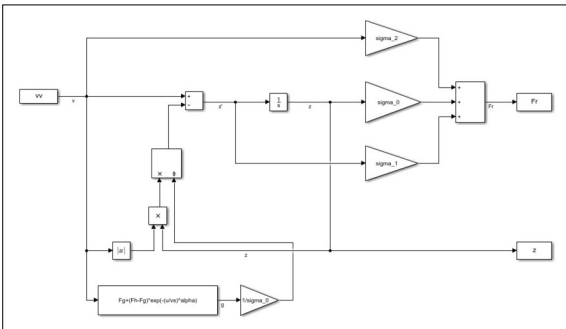 sigma_2
vv
v
+
−
z'
1
s
z
sigma_0
+
+
+
Fr
Fr
× ÷
sigma_1
×
|u|
z
z
Fg+(Fh-Fg)*exp(-(u/vs)^alpha)
g
1/sigma_0